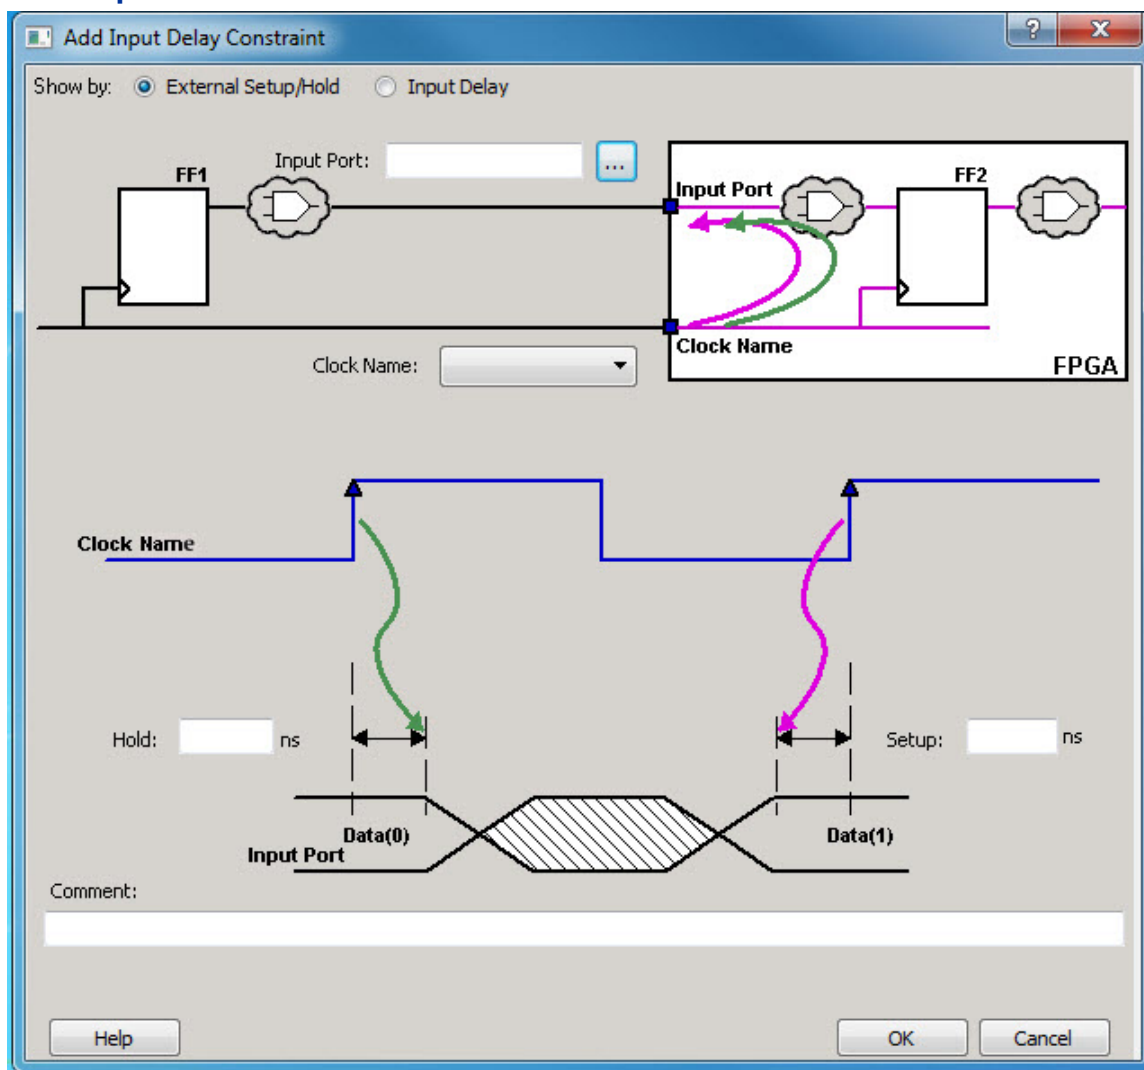 Add Input Delay Constraint
Show by: External Setup/Hold Input Delay
Input Port: ...
FF1
Input Port
FF2
Clock Name
Clock Name:
FPGA
Clock Name
Hold: ns
Setup: ns
Data(0)
Data(1)
Input Port
Comment:
Help OK Cancel